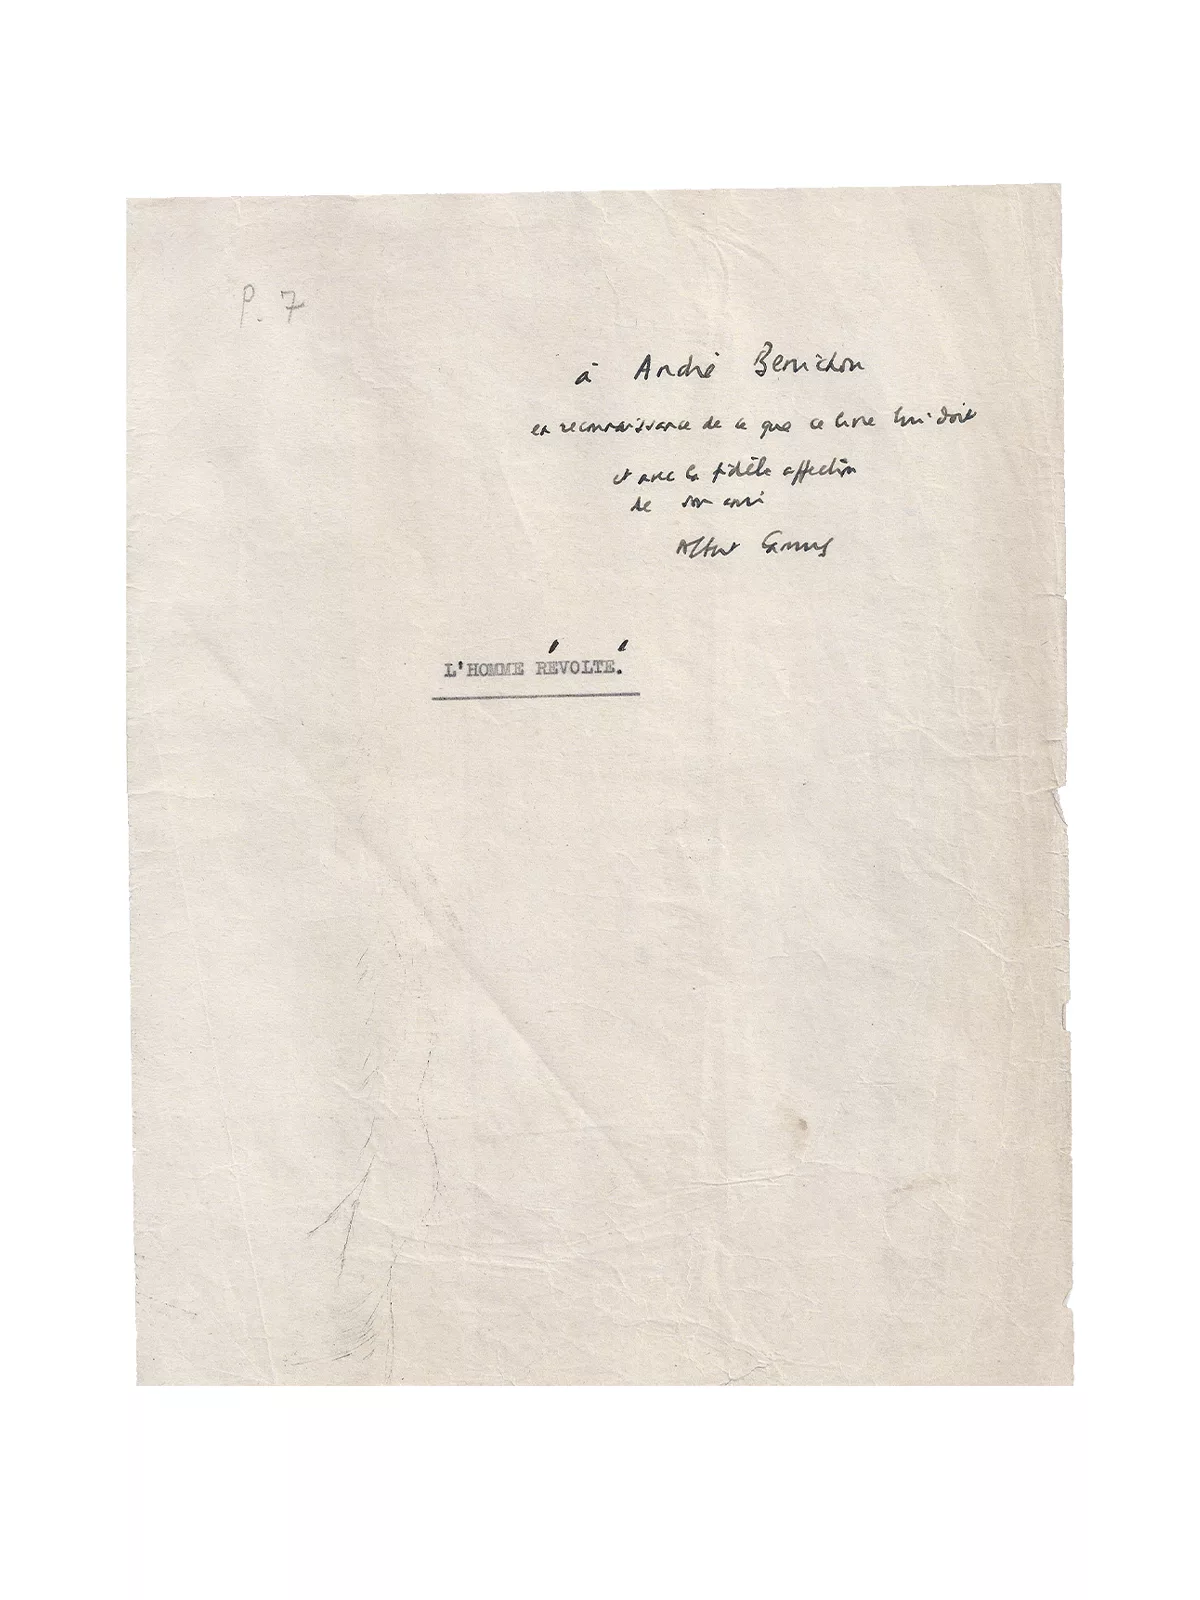 P. 7
à André Benichou
en reconnaissance de ce que ce livre lui doit
et avec la fidèle affection
de son ami
Albert Camus
L'HOMME RÉVOLTÉ.